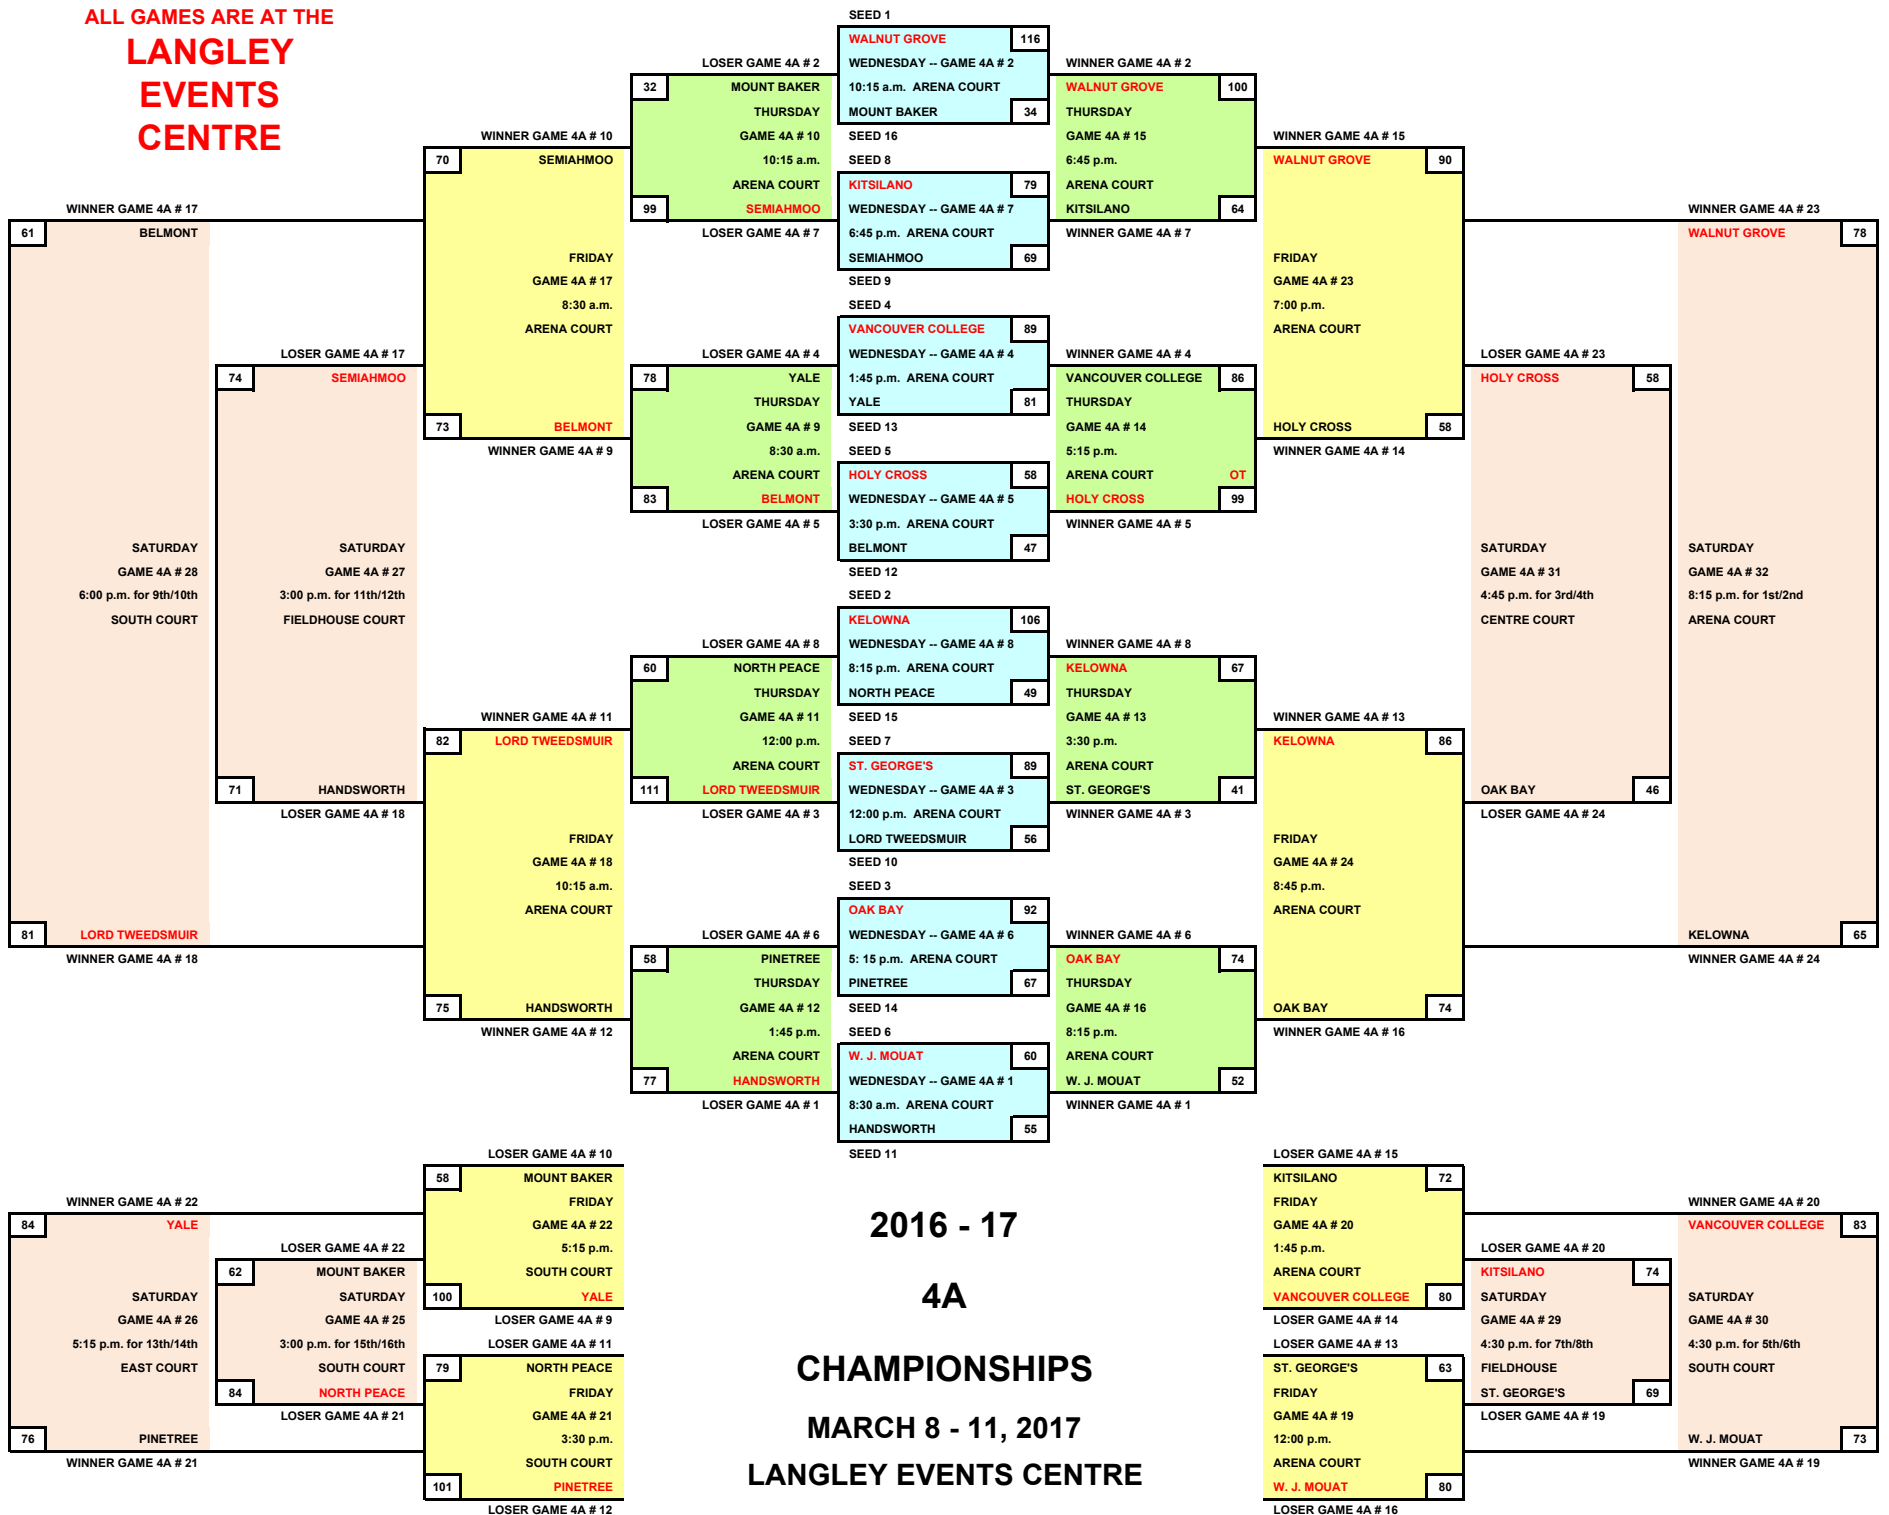 ALL GAMES ARE AT THE
LANGLEY
EVENTS
CENTRE
WINNER GAME 4A # 17
61
BELMONT
SATURDAY
GAME 4A # 28
6:00 p.m. for 9th/10th
SOUTH COURT
81
LORD TWEEDSMUIR
WINNER GAME 4A # 18
LOSER GAME 4A # 17
74
SEMIAHMOO
SATURDAY
GAME 4A # 27
3:00 p.m. for 11th/12th
FIELDHOUSE COURT
71
HANDSWORTH
LOSER GAME 4A # 18
WINNER GAME 4A # 10
70
SEMIAHMOO
FRIDAY
GAME 4A # 17
8:30 a.m.
ARENA COURT
73
BELMONT
WINNER GAME 4A # 9
WINNER GAME 4A # 11
82
LORD TWEEDSMUIR
FRIDAY
GAME 4A # 18
10:15 a.m.
ARENA COURT
75
HANDSWORTH
WINNER GAME 4A # 12
LOSER GAME 4A # 2
32
MOUNT BAKER
THURSDAY
GAME 4A # 10
10:15 a.m.
ARENA COURT
99
SEMIAHMOO
LOSER GAME 4A # 7
LOSER GAME 4A # 4
78
YALE
THURSDAY
GAME 4A # 9
8:30 a.m.
ARENA COURT
83
BELMONT
LOSER GAME 4A # 5
LOSER GAME 4A # 8
60
NORTH PEACE
THURSDAY
GAME 4A # 11
12:00 p.m.
ARENA COURT
111
LORD TWEEDSMUIR
LOSER GAME 4A # 3
LOSER GAME 4A # 6
58
PINETREE
THURSDAY
GAME 4A # 12
1:45 p.m.
ARENA COURT
77
HANDSWORTH
LOSER GAME 4A # 1
SEED 1
WALNUT GROVE 116
WEDNESDAY -- GAME 4A # 2
10:15 a.m. ARENA COURT
MOUNT BAKER 34
SEED 16
SEED 8
KITSILANO 79
WEDNESDAY -- GAME 4A # 7
6:45 p.m. ARENA COURT
SEMIAHMOO 69
SEED 9
SEED 4
VANCOUVER COLLEGE 89
WEDNESDAY -- GAME 4A # 4
1:45 p.m. ARENA COURT
YALE 81
SEED 13
SEED 5
HOLY CROSS 58
WEDNESDAY -- GAME 4A # 5
3:30 p.m. ARENA COURT
BELMONT 47
SEED 12
SEED 2
KELOWNA 106
WEDNESDAY -- GAME 4A # 8
8:15 p.m. ARENA COURT
NORTH PEACE 49
SEED 15
SEED 7
ST. GEORGE'S 89
WEDNESDAY -- GAME 4A # 3
12:00 p.m. ARENA COURT
LORD TWEEDSMUIR 56
SEED 10
SEED 3
OAK BAY 92
WEDNESDAY -- GAME 4A # 6
5: 15 p.m. ARENA COURT
PINETREE 67
SEED 14
SEED 6
W. J. MOUAT 60
WEDNESDAY -- GAME 4A # 1
8:30 a.m. ARENA COURT
HANDSWORTH 55
SEED 11
WINNER GAME 4A # 2
WALNUT GROVE 100
THURSDAY
GAME 4A # 15
6:45 p.m.
ARENA COURT
KITSILANO 64
WINNER GAME 4A # 7
WINNER GAME 4A # 4
VANCOUVER COLLEGE 86
THURSDAY
GAME 4A # 14
5:15 p.m.
ARENA COURT OT
HOLY CROSS 99
WINNER GAME 4A # 5
WINNER GAME 4A # 8
KELOWNA 67
THURSDAY
GAME 4A # 13
3:30 p.m.
ARENA COURT
ST. GEORGE'S 41
WINNER GAME 4A # 3
WINNER GAME 4A # 6
OAK BAY 74
THURSDAY
GAME 4A # 16
8:15 p.m.
ARENA COURT
W. J. MOUAT 52
WINNER GAME 4A # 1
WINNER GAME 4A # 15
WALNUT GROVE 90
FRIDAY
GAME 4A # 23
7:00 p.m.
ARENA COURT
HOLY CROSS 58
WINNER GAME 4A # 14
WINNER GAME 4A # 13
KELOWNA 86
FRIDAY
GAME 4A # 24
8:45 p.m.
ARENA COURT
OAK BAY 74
WINNER GAME 4A # 16
LOSER GAME 4A # 23
HOLY CROSS 58
SATURDAY
GAME 4A # 31
4:45 p.m. for 3rd/4th
CENTRE COURT
OAK BAY 46
LOSER GAME 4A # 24
WINNER GAME 4A # 23
WALNUT GROVE 78
SATURDAY
GAME 4A # 32
8:15 p.m. for 1st/2nd
ARENA COURT
KELOWNA 65
WINNER GAME 4A # 24
WINNER GAME 4A # 22
84
YALE
SATURDAY
GAME 4A # 26
5:15 p.m. for 13th/14th
EAST COURT
76
PINETREE
WINNER GAME 4A # 21
LOSER GAME 4A # 22
62
MOUNT BAKER
SATURDAY
GAME 4A # 25
3:00 p.m. for 15th/16th
SOUTH COURT
84
NORTH PEACE
LOSER GAME 4A # 21
LOSER GAME 4A # 10
58
MOUNT BAKER
FRIDAY
GAME 4A # 22
5:15 p.m.
SOUTH COURT
100
YALE
LOSER GAME 4A # 9
LOSER GAME 4A # 11
79
NORTH PEACE
FRIDAY
GAME 4A # 21
3:30 p.m.
SOUTH COURT
101
PINETREE
LOSER GAME 4A # 12
2016 - 17
4A
CHAMPIONSHIPS
MARCH 8 - 11, 2017
LANGLEY EVENTS CENTRE
LOSER GAME 4A # 15
KITSILANO 72
FRIDAY
GAME 4A # 20
1:45 p.m.
ARENA COURT
VANCOUVER COLLEGE 80
LOSER GAME 4A # 14
LOSER GAME 4A # 13
ST. GEORGE'S 63
FRIDAY
GAME 4A # 19
12:00 p.m.
ARENA COURT
W. J. MOUAT 80
LOSER GAME 4A # 16
LOSER GAME 4A # 20
KITSILANO 74
SATURDAY
GAME 4A # 29
4:30 p.m. for 7th/8th
FIELDHOUSE
ST. GEORGE'S 69
LOSER GAME 4A # 19
WINNER GAME 4A # 20
VANCOUVER COLLEGE 83
SATURDAY
GAME 4A # 30
4:30 p.m. for 5th/6th
SOUTH COURT
W. J. MOUAT 73
WINNER GAME 4A # 19